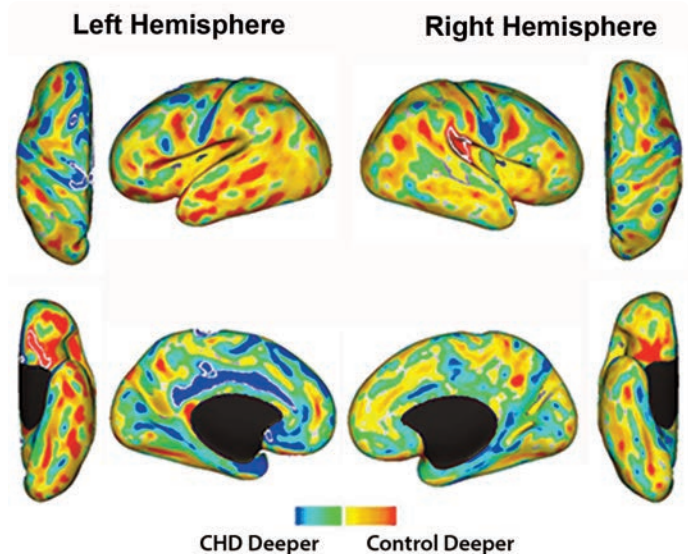 Left Hemisphere
Right Hemisphere
CHD Deeper
Control Deeper